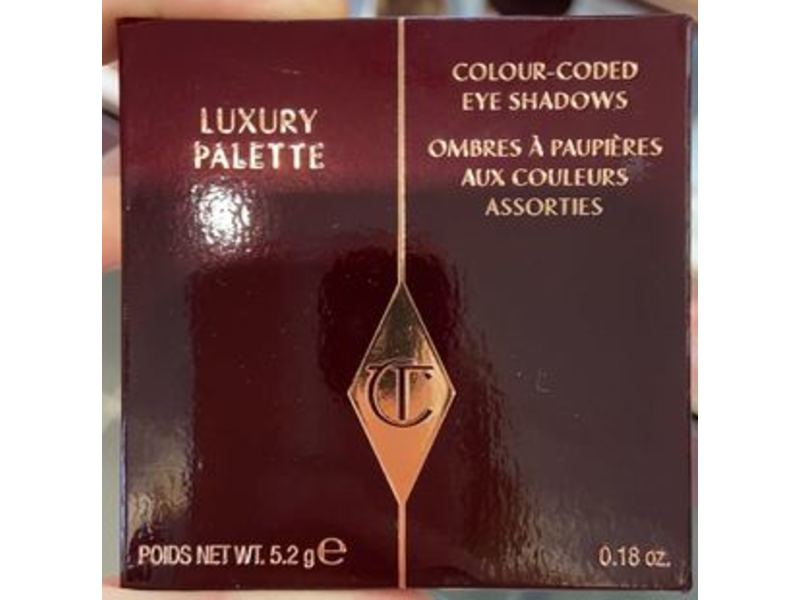 LUXURY
PALETTE
COLOUR-CODED
EYE SHADOWS
OMBRES À PAUPIÈRES
AUX COULEURS
ASSORTIES
CT
POIDS NET WT. 5.2 g ℮
0.18 oz.